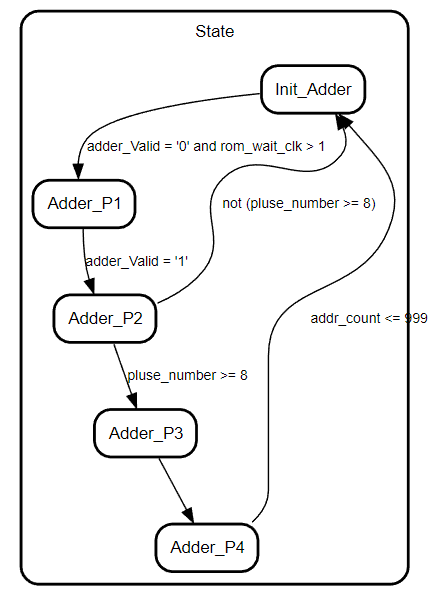 State
Init_Adder
adder_Valid = '0' and rom_wait_clk > 1
Adder_P1
not (pluse_number >= 8)
adder_Valid = '1'
Adder_P2
addr_count <= 999
pluse_number >= 8
Adder_P3
Adder_P4